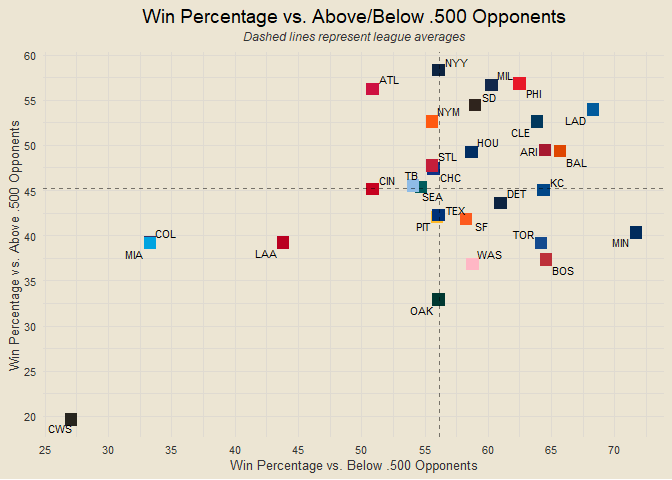 Win Percentage vs. Above/Below .500 Opponents
Dashed lines represent league averages
Win Percentage vs. Above .500 Opponents
60
55
50
45
40
35
30
25
20
NYY
ATL
MIL
PHI
SD
LAD
NYM
CLE
HOU
ARI
BAL
STL
TB
CHC
CIN
KC
SEA
DET
TEX
PIT
SF
COL
TOR
MIN
MIA
LAA
WAS
BOS
OAK
CWS
25
30
35
40
45
50
55
60
65
70
Win Percentage vs. Below .500 Opponents